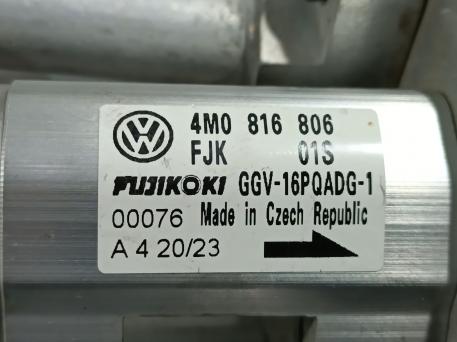 4M0 816 806
FJK 01S
FUJIKOKI GGV-16PQADG-1
00076 Made in Czech Republic
A 4 20/23